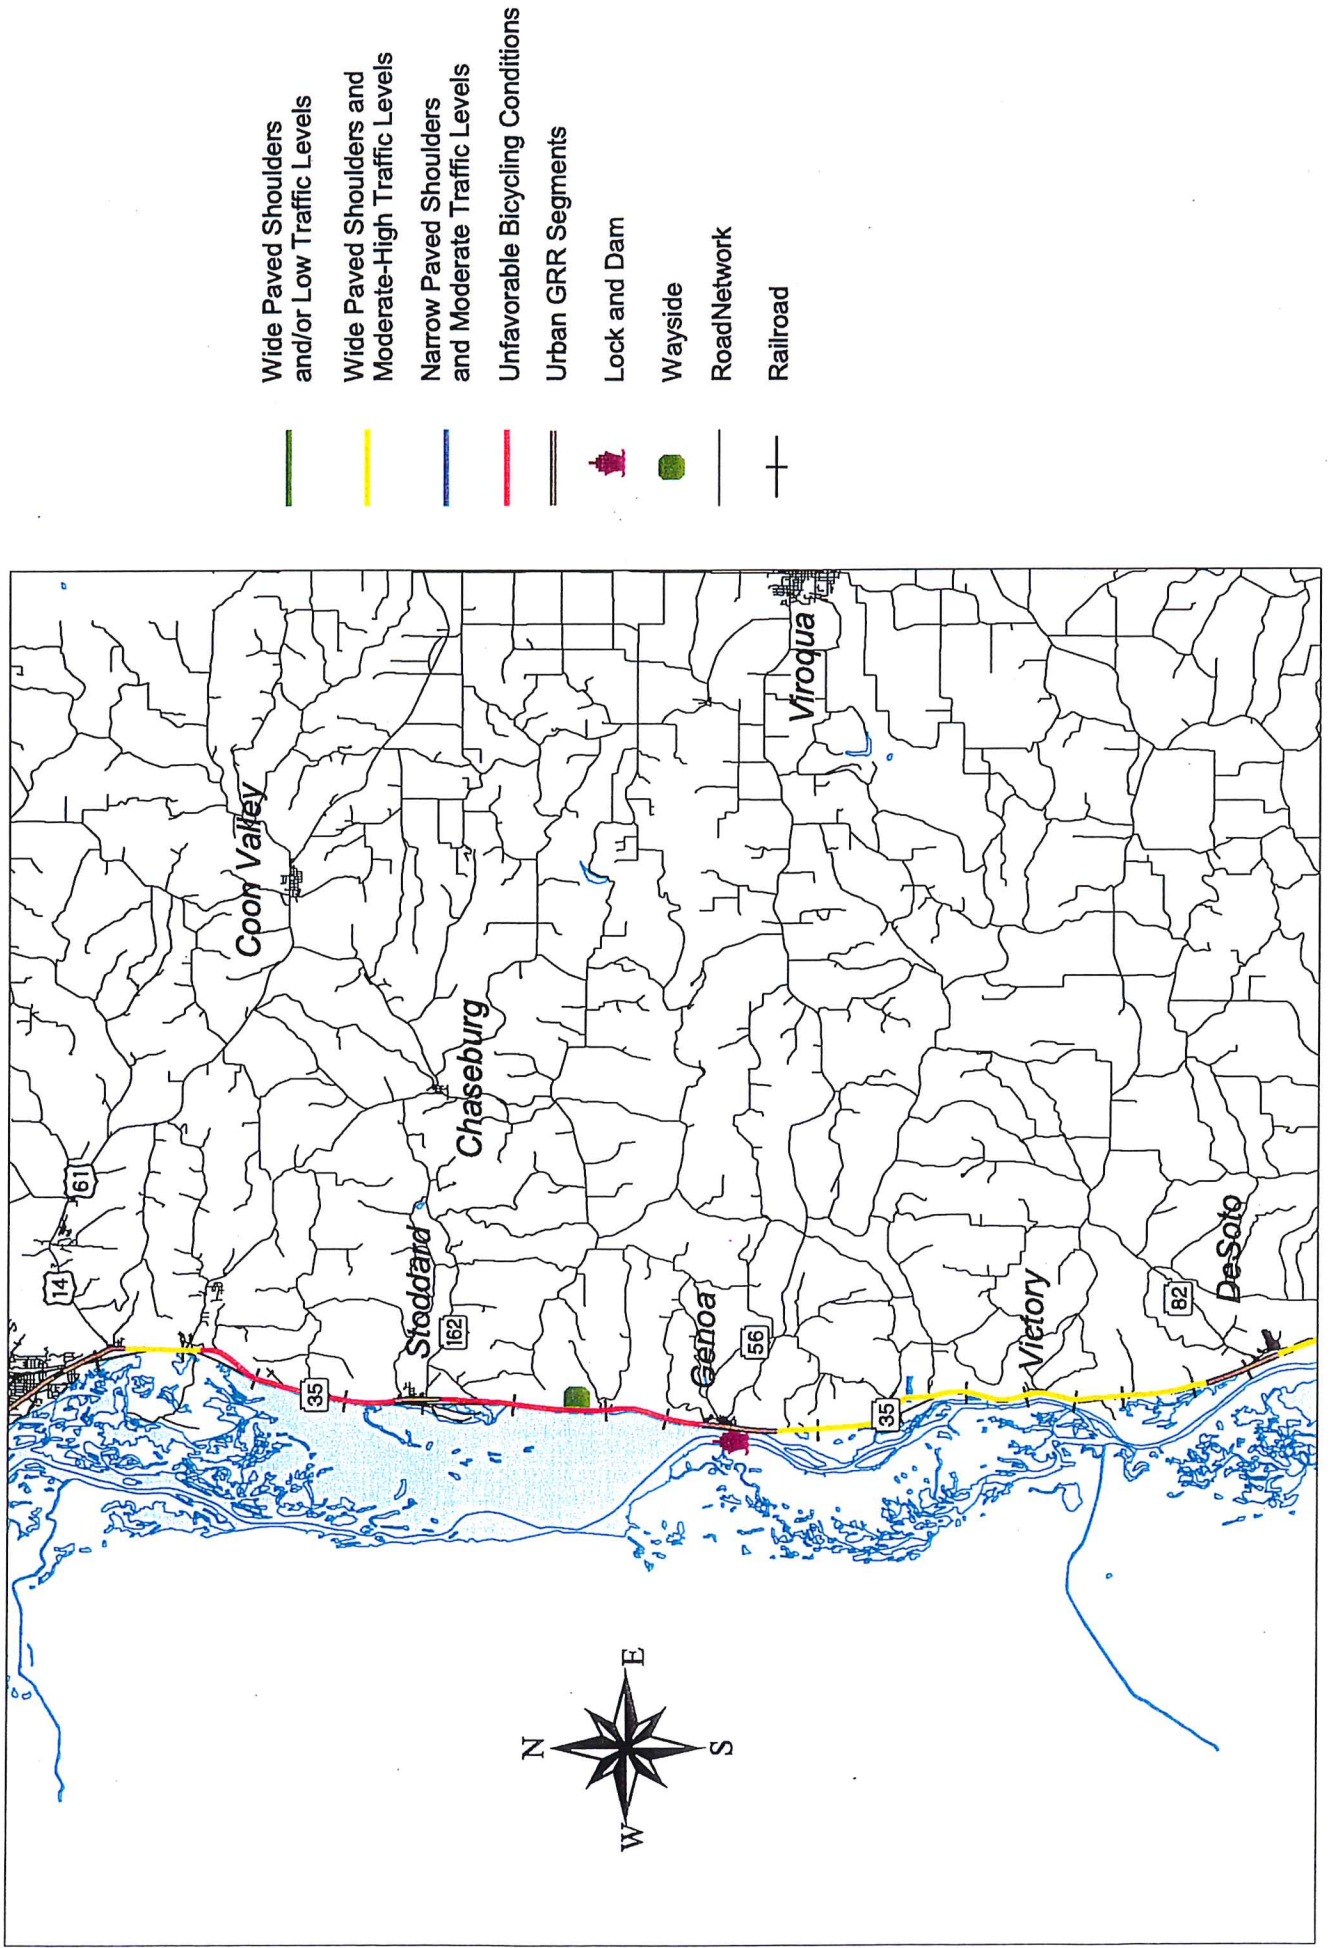 Wide Paved Shoulders
and/or Low Traffic Levels
Wide Paved Shoulders and
Moderate-High Traffic Levels
Narrow Paved Shoulders
and Moderate Traffic Levels
Unfavorable Bicycling Conditions
Urban GRR Segments
Lock and Dam
Wayside
RoadNetwork
Railroad
14
61
Coon Valley
35
Stoddard
162
Chaseburg
Genoa
56
Viroqua
35
Victory
82
DeSoto
N
W
E
S